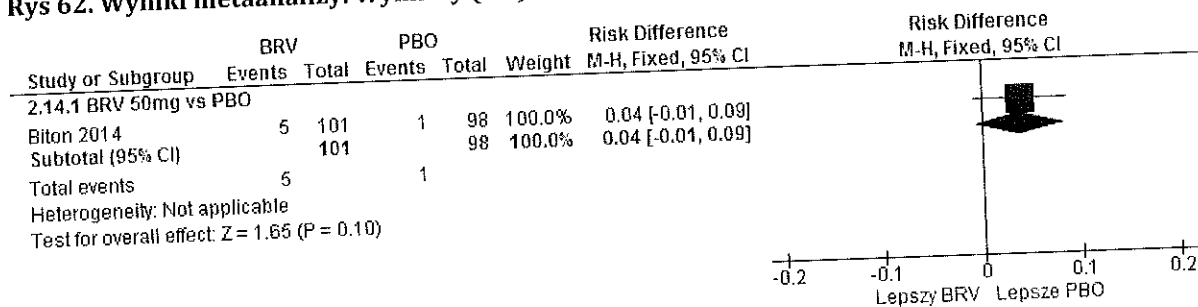 Rys 62. Wyniki metaanalizy:
BRV PBO Risk Difference Risk Difference
Study or Subgroup Events Total Events Total Weight M-H, Fixed, 95% CI M-H, Fixed, 95% CI
2.14.1 BRV 50mg vs PBO
Biton 2014 5 101 1 98 100.0% 0.04 [-0.01, 0.09]
Subtotal (95% CI) 101 98 100.0% 0.04 [-0.01, 0.09]
Total events 5 1
Heterogeneity: Not applicable
Test for overall effect: Z = 1.65 (P = 0.10)
-0.2 -0.1 0 0.1 0.2
Lepszy BRV Lepsze PBO